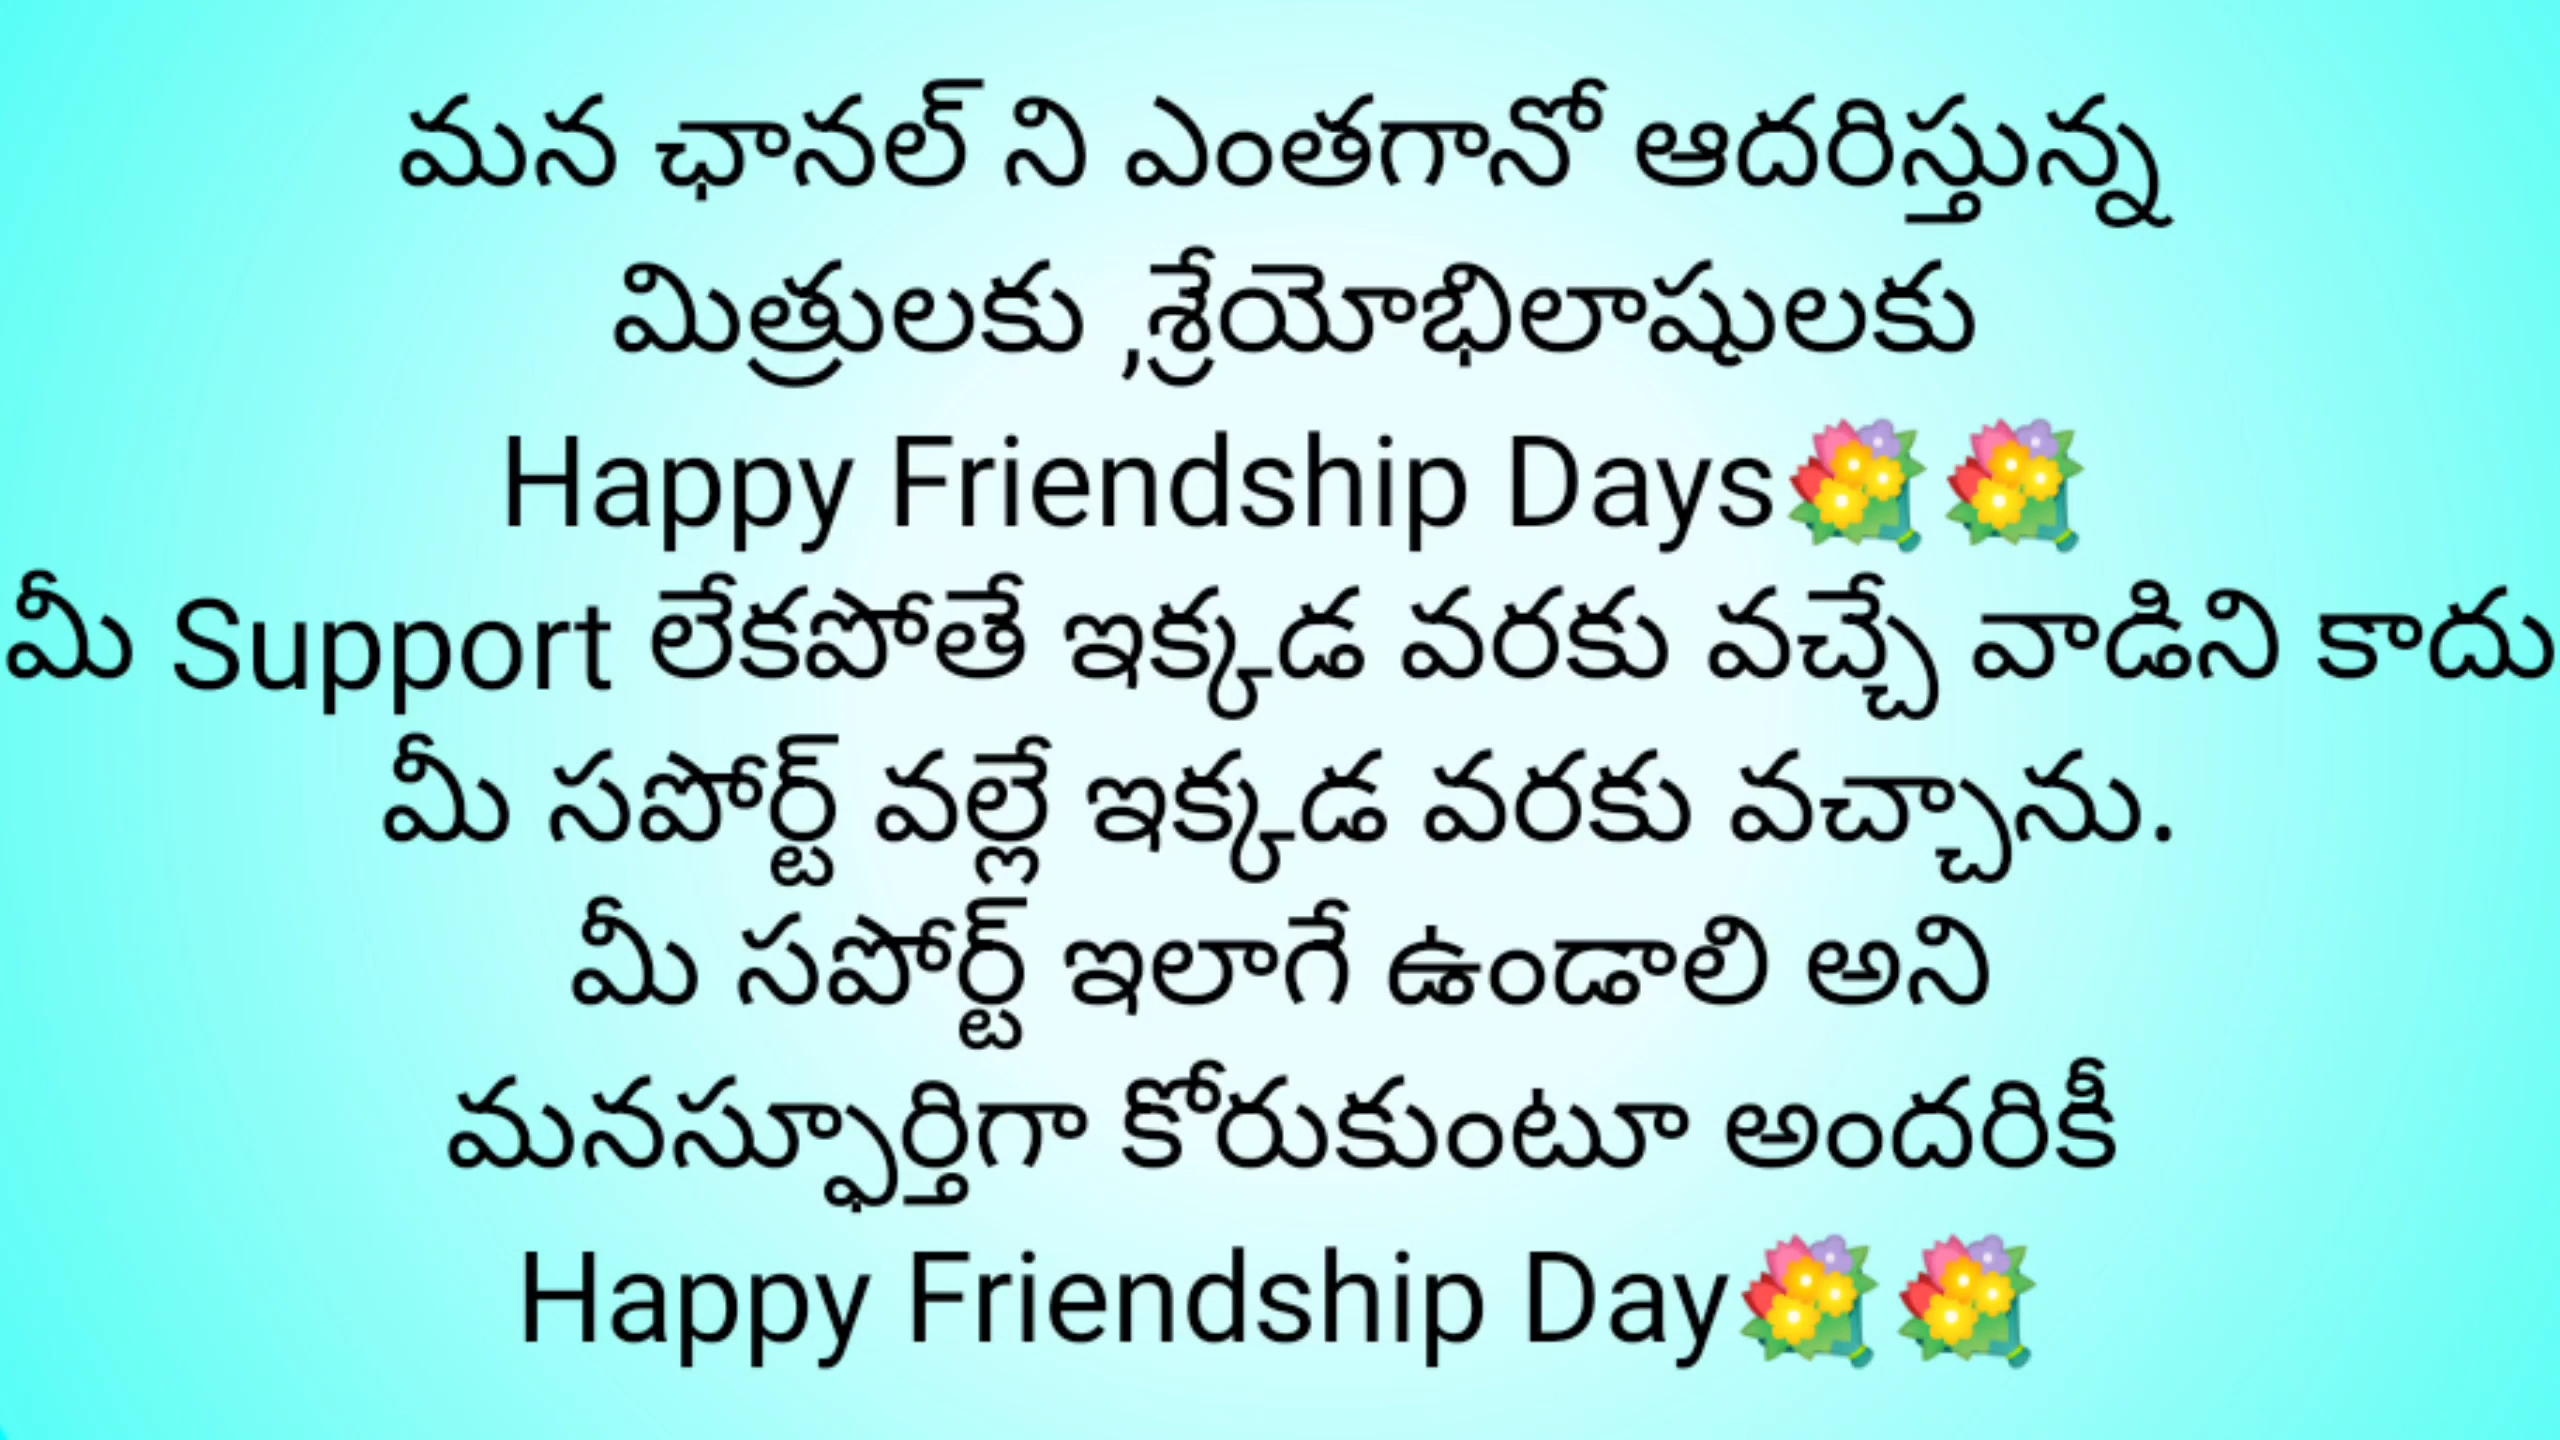 మన ఛానల్ ని ఎంతగానో ఆదరిస్తున్న
మిత్రులకు ,శ్రేయోభిలాషులకు
Happy Friendship Days💐💐
మీ Support లేకపోతే ఇక్కడ వరకు వచ్చే వాడిని కాదు
మీ సపోర్ట్ వల్లే ఇక్కడ వరకు వచ్చాను.
మీ సపోర్ట్ ఇలాగే ఉండాలి అని
మనస్ఫూర్తిగా కోరుకుంటూ అందరికీ
Happy Friendship Day💐💐